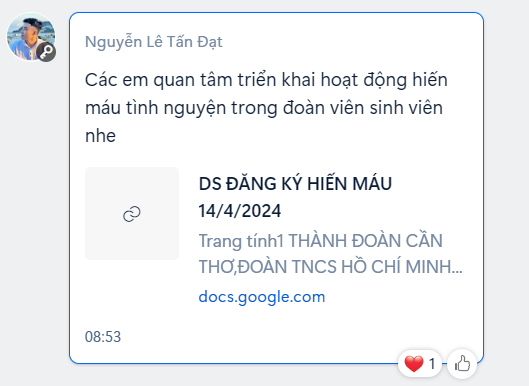 Nguyễn Lê Tấn Đạt
Các em quan tâm triển khai hoạt động hiến
máu tình nguyện trong đoàn viên sinh viên
nhe
DS ĐĂNG KÝ HIẾN MÁU
14/4/2024
Trang tính1 THÀNH ĐOÀN CẦN
THƠ,ĐOÀN TNCS HỒ CHÍ MINH...
docs.google.com
08:53
1